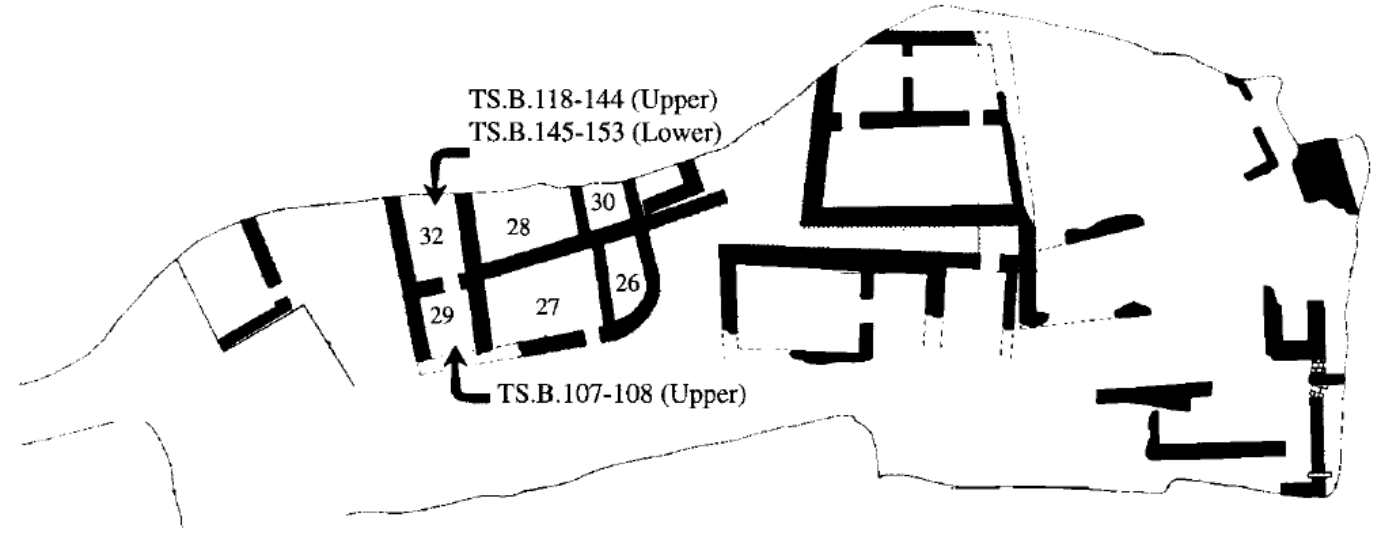 TS.B.118-144 (Upper)
TS.B.145-153 (Lower)
30
28
32
26
27
29
TS.B.107-108 (Upper)